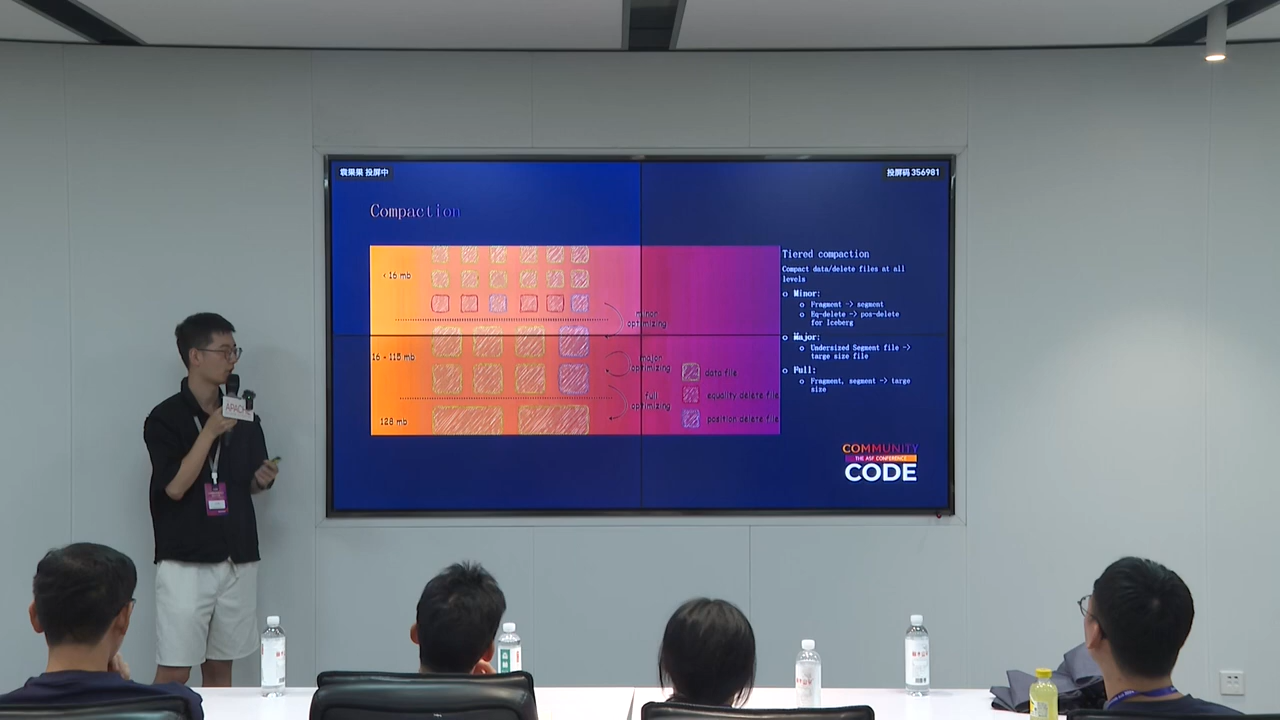 袁果果 投屏中
投屏码 356981
Compaction
< 16 mb
minor
optimizing
16 - 115 mb
major
optimizing
full
optimizing
128 mb
data file
equality delete file
position delete file
Tiered compaction
Compact data/delete files at all
levels
o Minor:
o Fragment -> segment
o Eq-delete -> pos-delete
for Iceberg
o Major:
o Undersized Segment file ->
targe size file
o Full:
o Fragment, segment -> targe
size
COMMUNITY
THE ASF CONFERENCE
CODE
APACHE